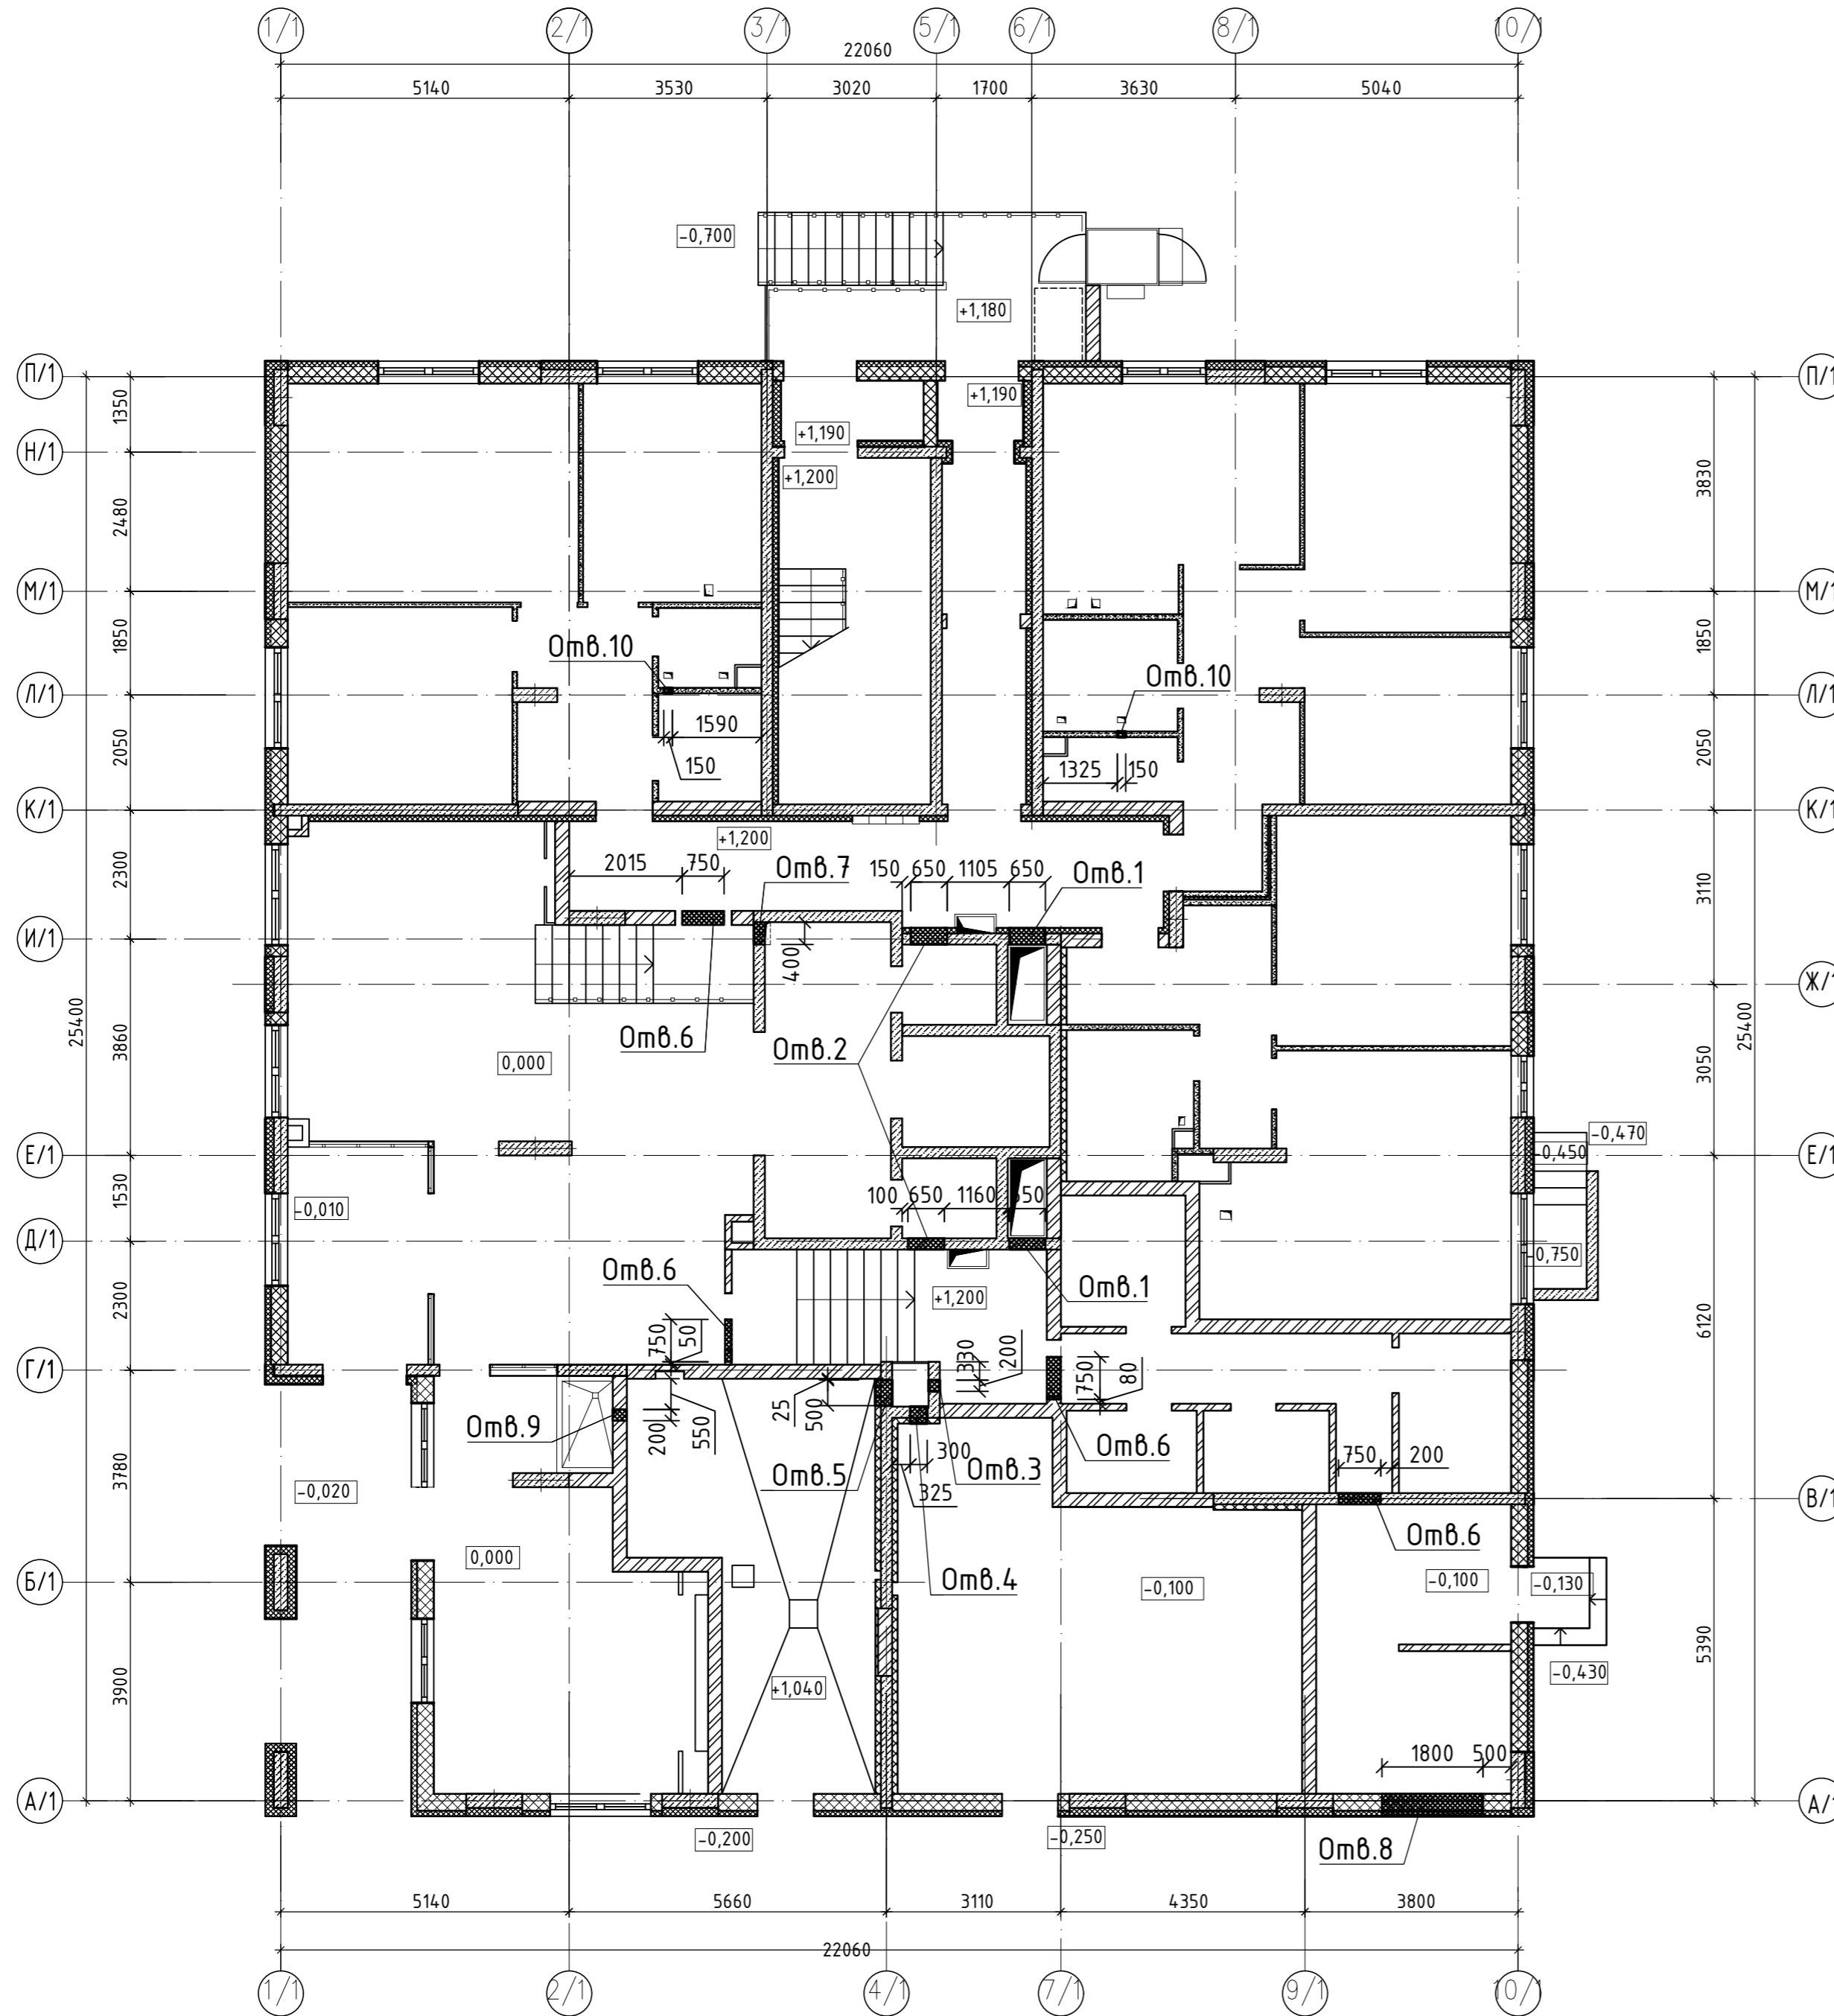 1/1 2/1 3/1 5/1 6/1 8/1 10/1
22060
5140 3530 3020 1700 3630 5040
-0,700
+1,180
П/1 П/1
+1,190
1350
+1,190
Н/1
+1,200
3830
2480
М/1 М/1
1850 Отв.10 1850
Отв.10
Л/1 Л/1
1590
2050 150 1325 150 2050
К/1 К/1
+1,200
2300 2015 750 Отв.7 150 650 1105 650 Отв.1 3110
И/1
400
Ж/1
25400 3860 Отв.6 Отв.2 25400
0,000 3050
-0,470
Е/1 -0,450 Е/1
1530 -0,010 100 650 1160 650
Д/1
-0,750
Отв.6 Отв.1
2300 +1,200
750 50 330 200 750 80 6120
Г/1
25 500
Отв.9 200 550 300 Отв.3 Отв.6 750 200
3780 -0,020 Отв.5 325
В/1
0,000 Отв.6
Б/1 Отв.4 -0,100 -0,100 -0,130
5390
3900 +1,040 -0,430
1800 500
А/1 А/1
-0,200 -0,250
Отв.8
5140 5660 3110 4350 3800
22060
1/1 2/1 4/1 7/1 9/1 10/1